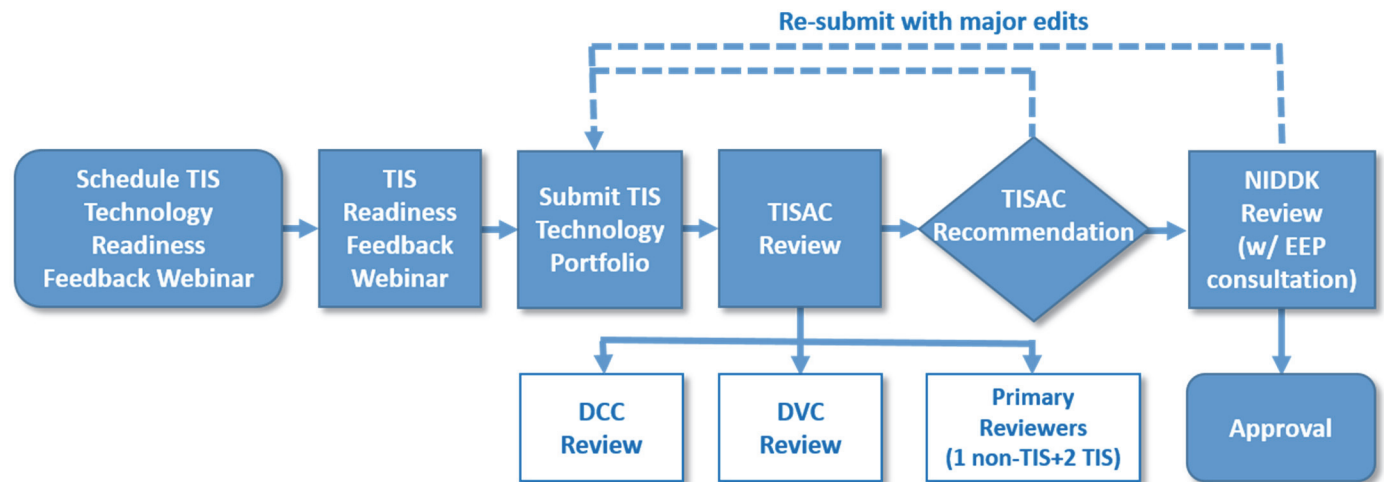 Re-submit with major edits
Schedule TIS
Technology
Readiness
Feedback Webinar
TIS
Readiness
Feedback
Webinar
Submit TIS
Technology
Portfolio
TISAC
Review
TISAC
Recommendation
NIDDK
Review
(w/ EEP
consultation)
DCC
Review
DVC
Review
Primary
Reviewers
(1 non-TIS+2 TIS)
Approval